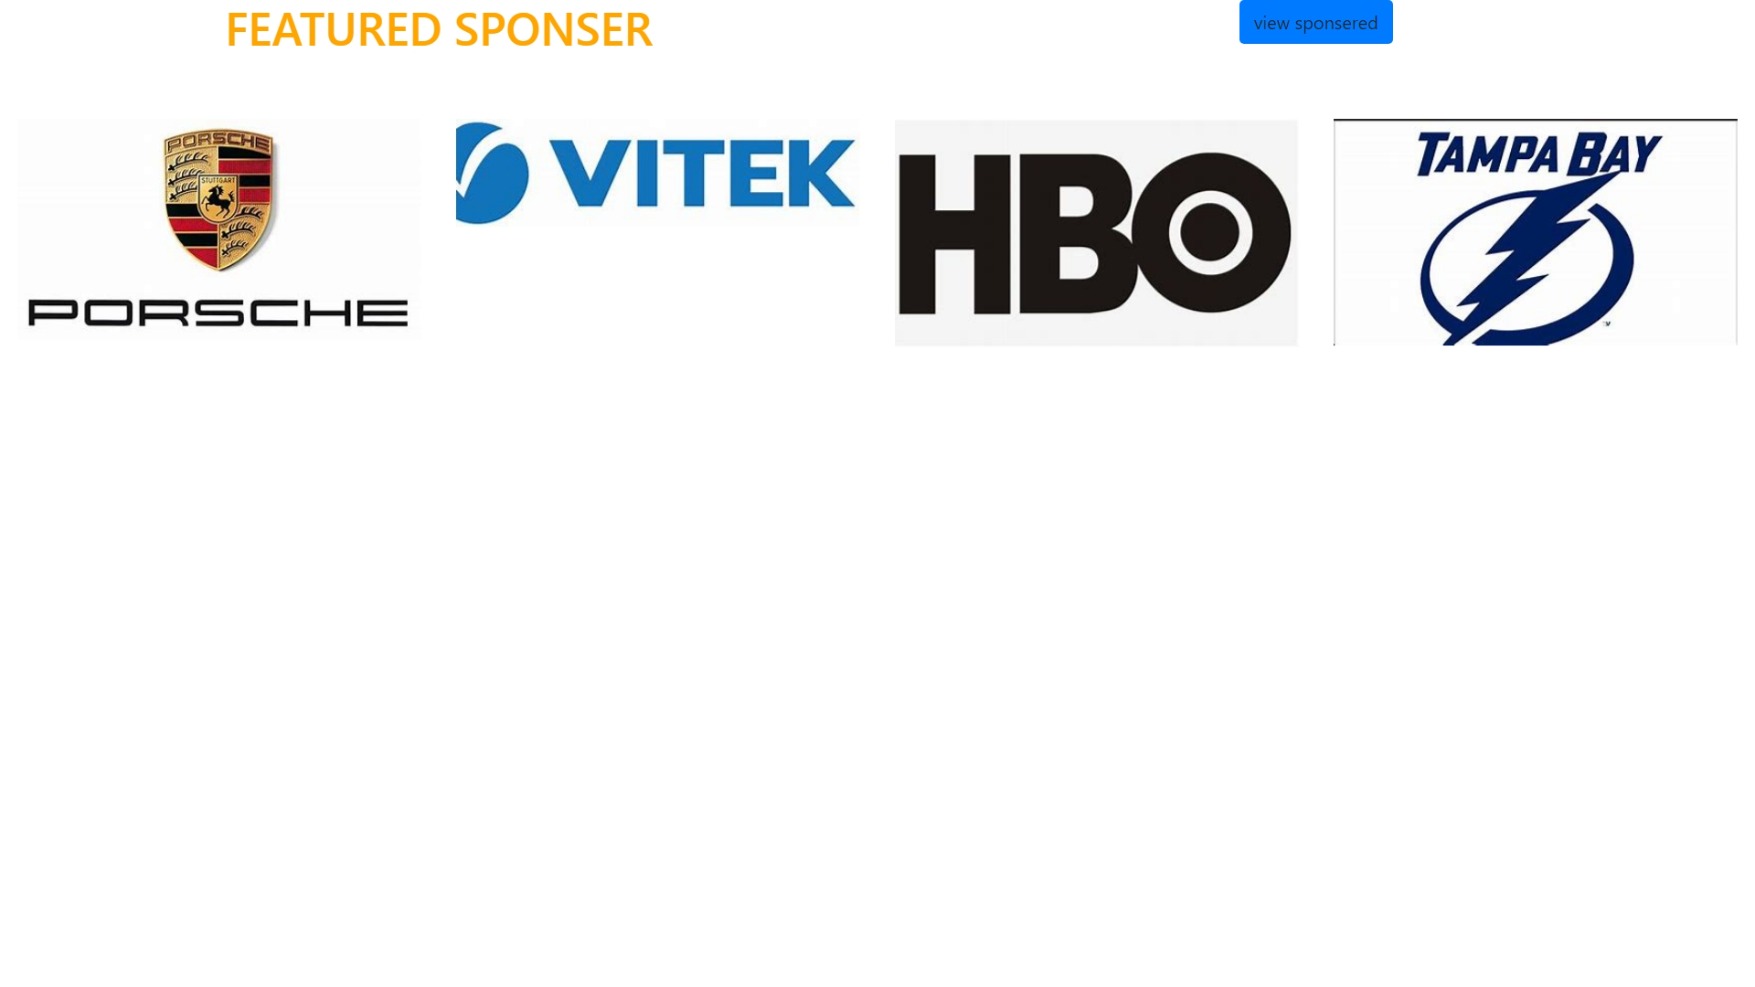 FEATURED SPONSER
view sponsered
PORSCHE
STUTTGART
PORSCHE
VITEK
HBO
TAMPA BAY